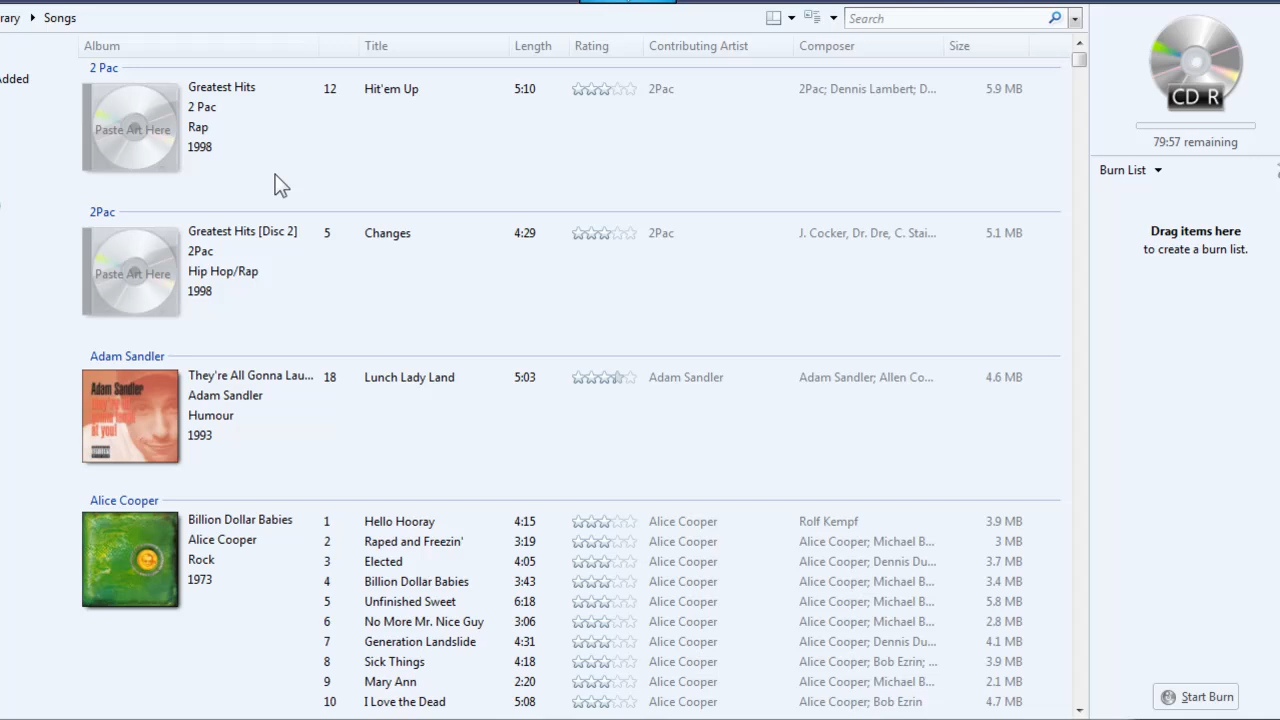 rary ▸ Songs
Search
Added
Album Title Length Rating Contributing Artist Composer Size
2 Pac
Greatest Hits 12 Hit'em Up 5:10 2Pac 2Pac; Dennis Lambert; D... 5.9 MB
2 Pac
Rap
1998
Paste Art Here
2Pac
Greatest Hits [Disc 2] 5 Changes 4:29 2Pac J. Cocker, Dr. Dre, C. Stai... 5.1 MB
2Pac
Hip Hop/Rap
1998
Paste Art Here
Adam Sandler
They're All Gonna Lau... 18 Lunch Lady Land 5:03 Adam Sandler Adam Sandler; Allen Co... 4.6 MB
Adam Sandler
Humour
1993
Adam Sandler
Alice Cooper
Billion Dollar Babies 1 Hello Hooray 4:15 Alice Cooper Rolf Kempf 3.9 MB
Alice Cooper 2 Raped and Freezin' 3:19 Alice Cooper Alice Cooper; Michael B... 3 MB
Rock 3 Elected 4:05 Alice Cooper Alice Cooper; Dennis Du... 3.7 MB
1973 4 Billion Dollar Babies 3:43 Alice Cooper Alice Cooper; Michael B... 3.4 MB
5 Unfinished Sweet 6:18 Alice Cooper Alice Cooper; Michael B... 5.8 MB
6 No More Mr. Nice Guy 3:06 Alice Cooper Alice Cooper; Michael B... 2.8 MB
7 Generation Landslide 4:31 Alice Cooper Alice Cooper; Dennis Du... 4.1 MB
8 Sick Things 4:18 Alice Cooper Alice Cooper; Bob Ezrin; ... 3.9 MB
9 Mary Ann 2:20 Alice Cooper Alice Cooper; Michael B... 2.1 MB
10 I Love the Dead 5:08 Alice Cooper Alice Cooper; Bob Ezrin 4.7 MB
CD R
79:57 remaining
Burn List
Drag items here
to create a burn list.
Start Burn